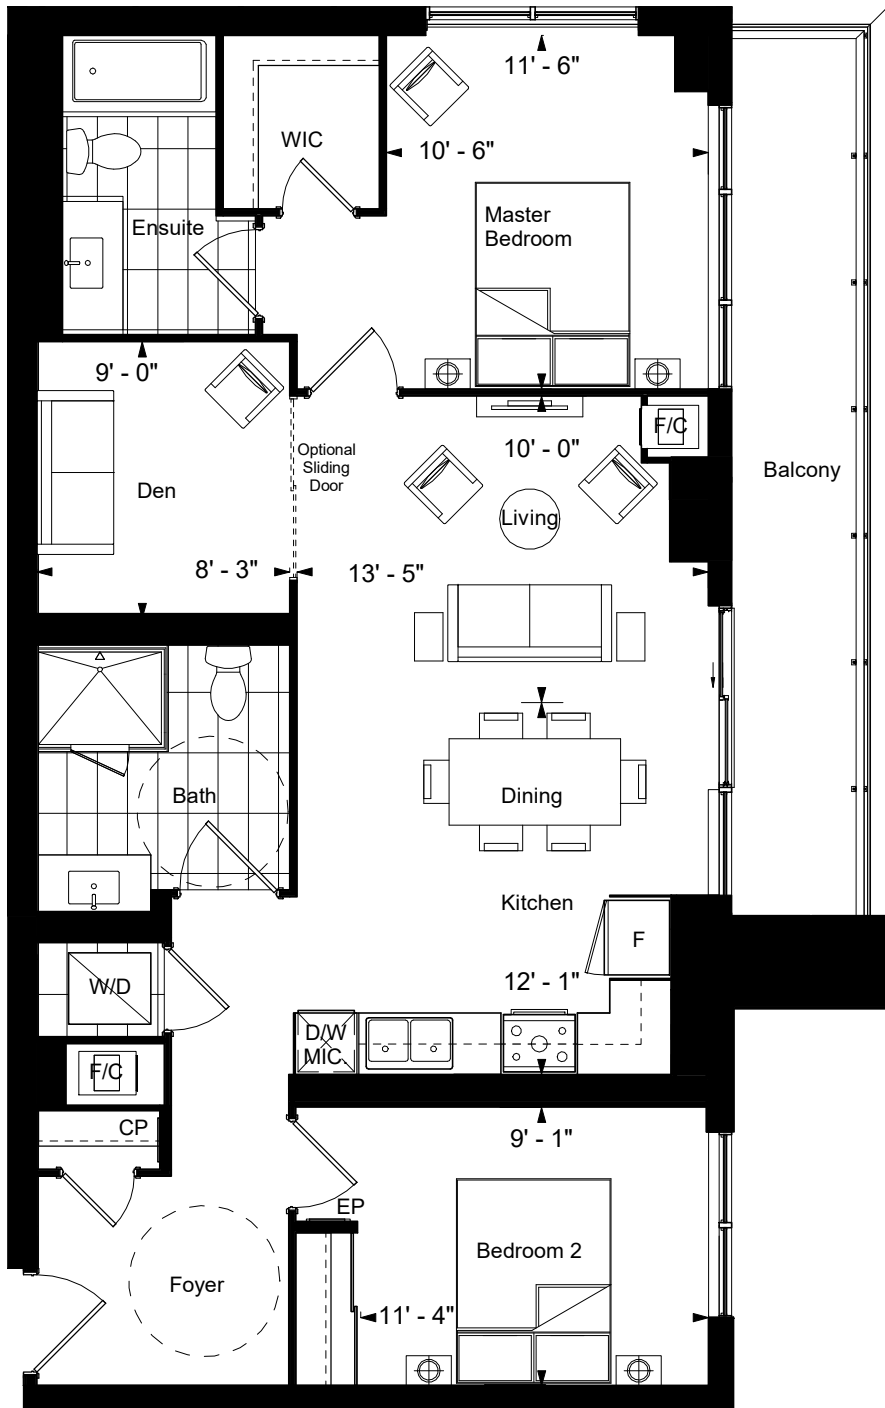 11' - 6"
WIC
10' - 6"
Master
Bedroom
Ensuite
9' - 0"
F/C
Optional
Sliding
Door
10' - 0"
Balcony
Den
Living
8' - 3"
13' - 5"
Bath
Dining
Kitchen
F
W/D
12' - 1"
D/W
MIC.
F/C
CP
9' - 1"
EP
Bedroom 2
Foyer
11' - 4"